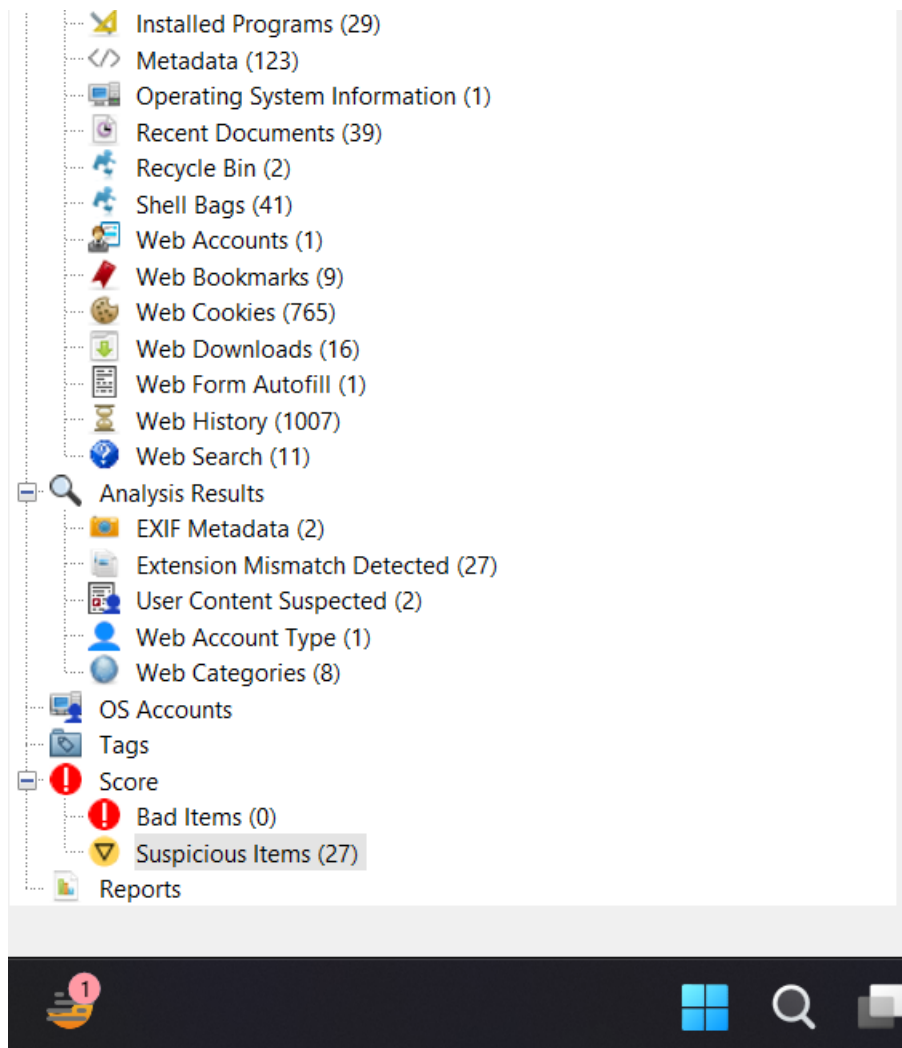 Installed Programs (29)
Metadata (123)
Operating System Information (1)
Recent Documents (39)
Recycle Bin (2)
Shell Bags (41)
Web Accounts (1)
Web Bookmarks (9)
Web Cookies (765)
Web Downloads (16)
Web Form Autofill (1)
Web History (1007)
Web Search (11)
Analysis Results
EXIF Metadata (2)
Extension Mismatch Detected (27)
User Content Suspected (2)
Web Account Type (1)
Web Categories (8)
OS Accounts
Tags
Score
Bad Items (0)
Suspicious Items (27)
Reports
1